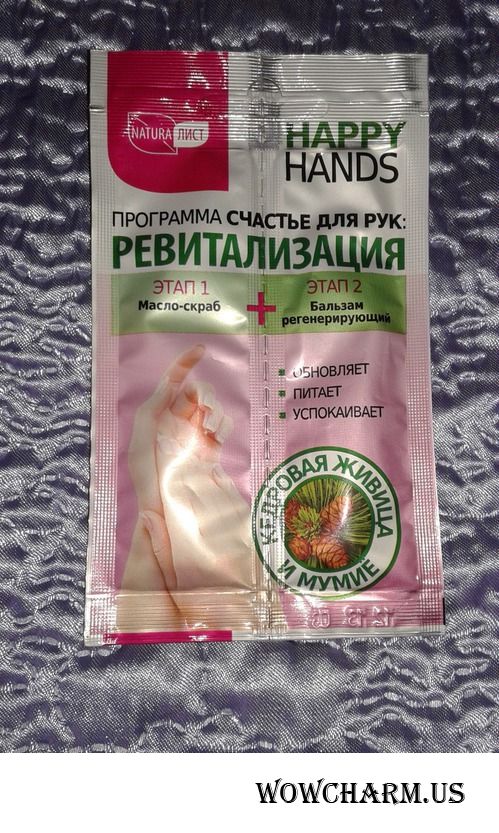 NATURA ЛИСТ
HAPPY
HANDS
ПРОГРАММА СЧАСТЬЕ ДЛЯ РУК:
РЕВИТАЛИЗАЦИЯ
ЭТАП 1
Масло-скраб
+
ЭТАП 2
Бальзам
регенерирующий
ОБНОВЛЯЕТ
ПИТАЕТ
УСПОКАИВАЕТ
КЕДРОВАЯ ЖИВИЦА
И МУМИЕ
WOWCHARM.US